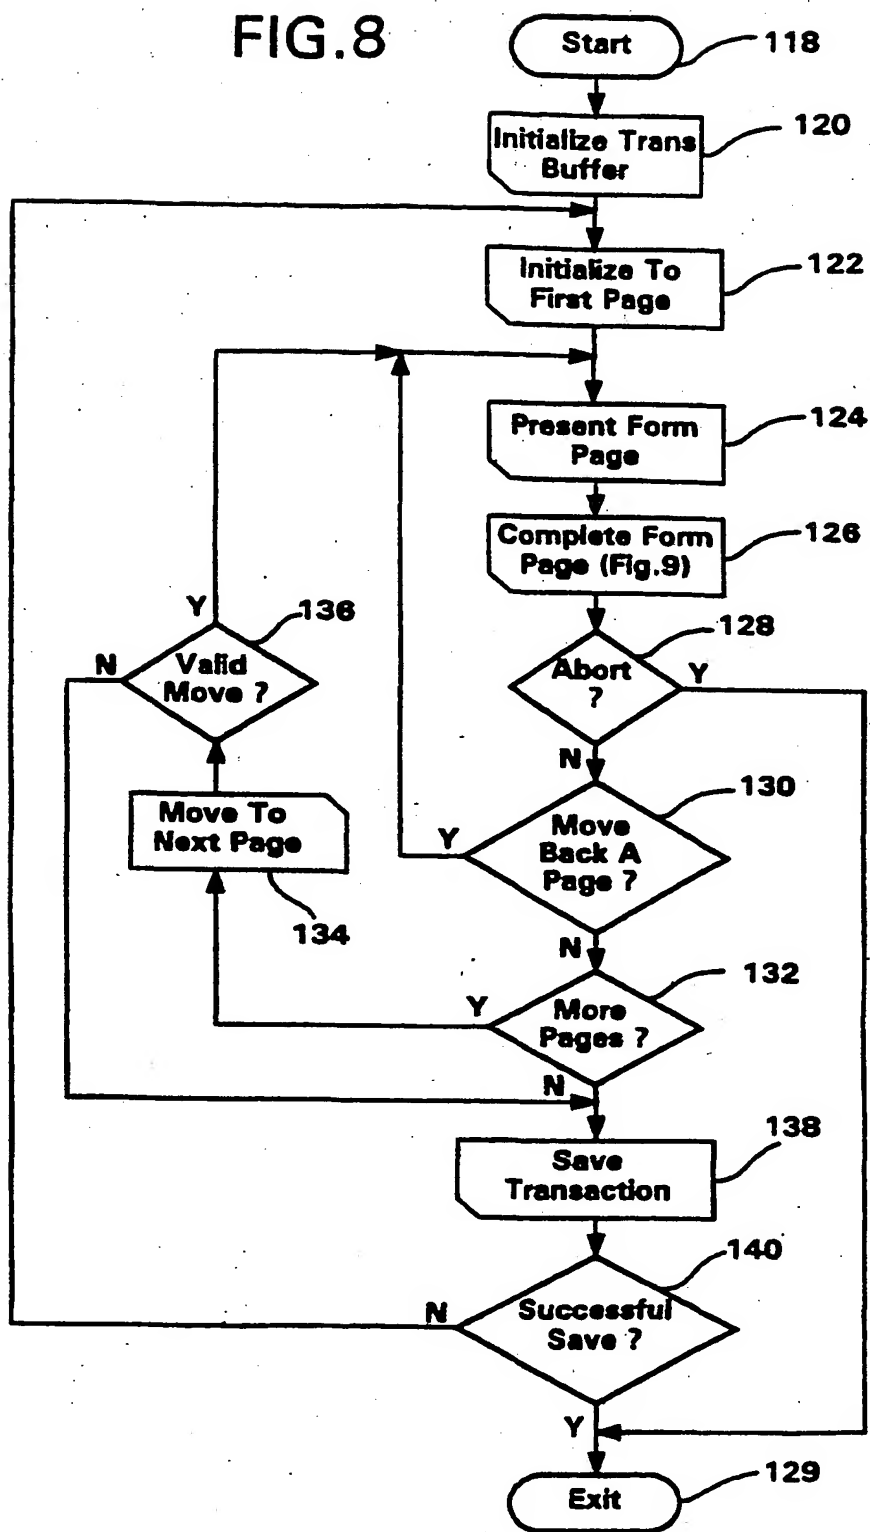 FIG.8
Start
118
Initialize Trans
Buffer
120
Initialize To
First Page
122
Present Form
Page
124
Complete Form
Page (Fig.9)
126
Abort
?
128
Y
N
Move
Back A
Page ?
130
Y
N
More
Pages ?
132
Y
N
Move To
Next Page
134
Valid
Move ?
136
Y
N
Save
Transaction
138
Successful
Save ?
140
N
Y
Exit
129